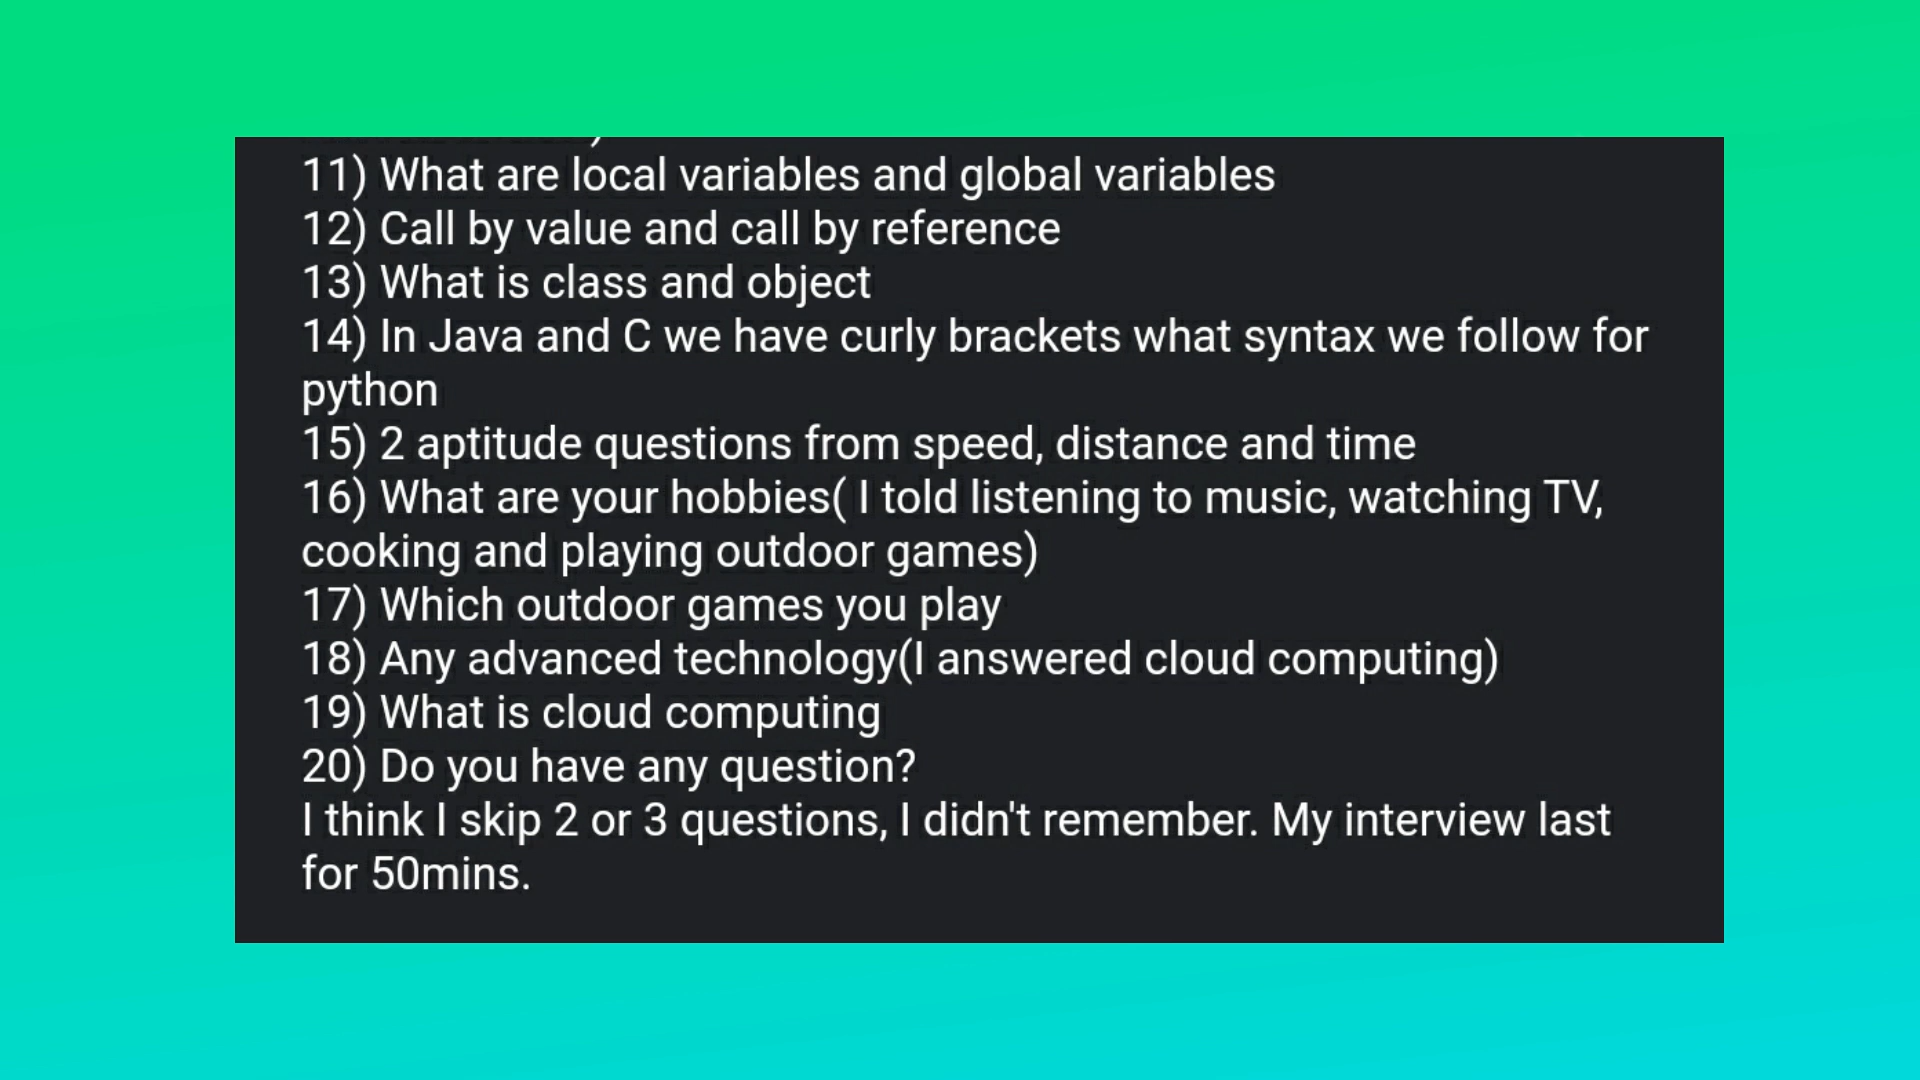 11) What are local variables and global variables
12) Call by value and call by reference
13) What is class and object
14) In Java and C we have curly brackets what syntax we follow for
python
15) 2 aptitude questions from speed, distance and time
16) What are your hobbies( I told listening to music, watching TV,
cooking and playing outdoor games)
17) Which outdoor games you play
18) Any advanced technology(I answered cloud computing)
19) What is cloud computing
20) Do you have any question?
I think I skip 2 or 3 questions, I didn't remember. My interview last
for 50mins.